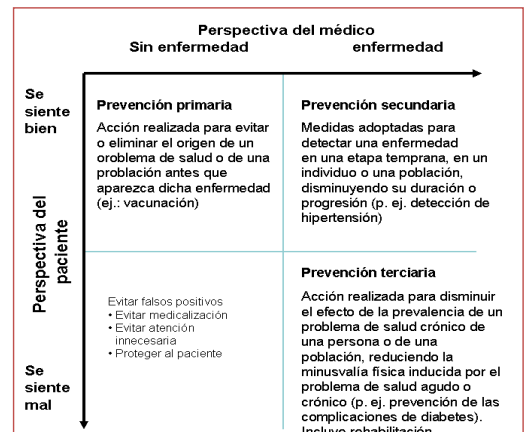 Perspectiva del médico
Sin enfermedad
enfermedad
Se
siente
bien
Prevención primaria
Acción realizada para evitar
o eliminar el origen de un
oroblema de salud o de una
problación antes que
aparezca dicha enfermedad
(ej.: vacunación)
Prevención secundaria
Medidas adoptadas para
detectar una enfermedad
en una etapa temprana, en un
individuo o una población,
disminuyendo su duración o
progresión (p. ej. detección de
hipertensión)
Perspectiva del
paciente
Evitar falsos positivos
• Evitar medicalización
• Evitar atención
innecesaria
• Proteger al paciente
Prevención terciaria
Acción realizada para disminuir
el efecto de la prevalencia de un
problema de salud crónico de
una persona o de una
población, reduciendo la
minusvalía física inducida por el
problema de salud agudo o
crónico (p. ej. prevención de las
complicaciones de diabetes).
Incluye rehabilitación
Se
siente
mal